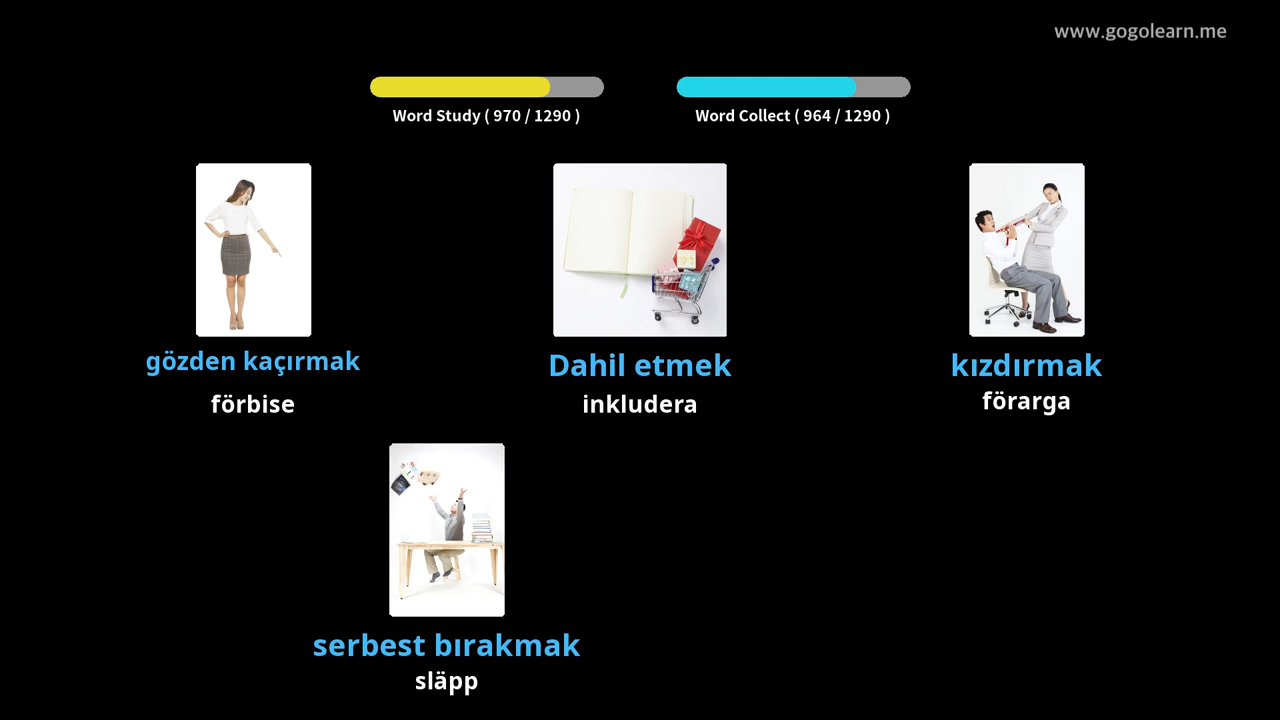 www.gogolearn.me
Word Study ( 970 / 1290 )
Word Collect ( 964 / 1290 )
gözden kaçırmak
förbise
Dahil etmek
inkludera
kızdırmak
förarga
serbest bırakmak
släpp